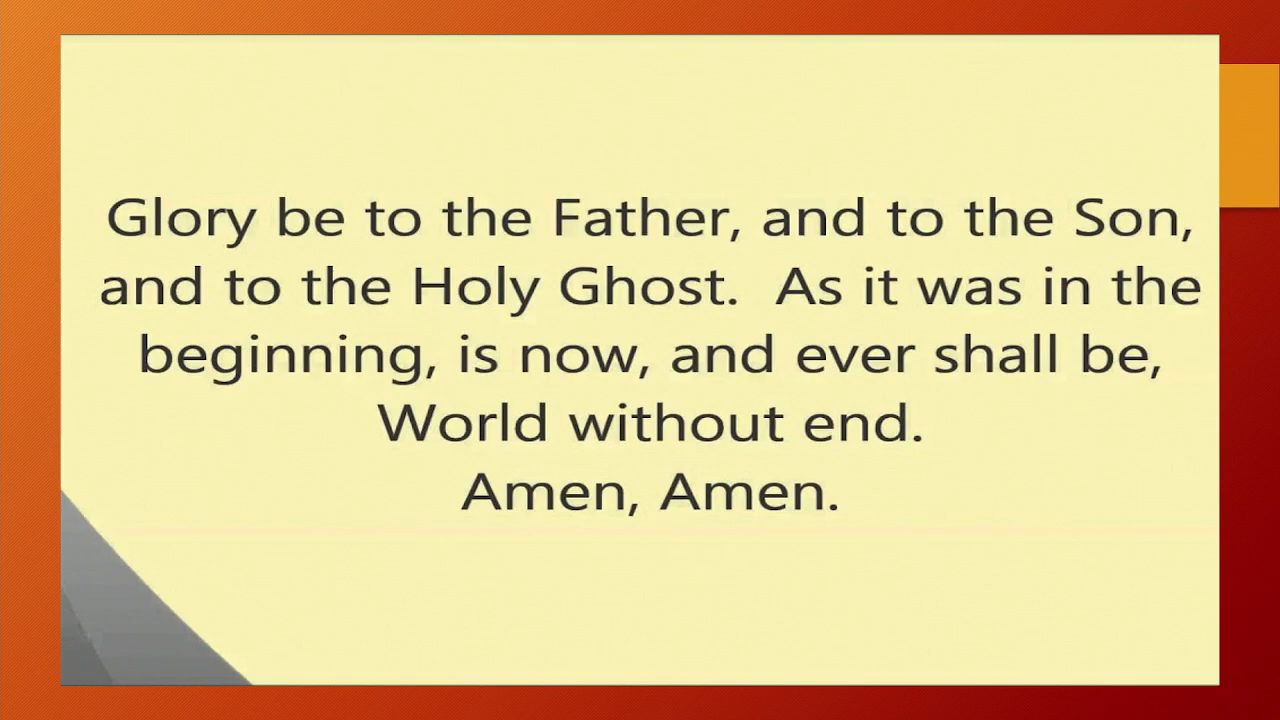 Glory be to the Father, and to the Son,
and to the Holy Ghost.  As it was in the
beginning, is now, and ever shall be,
World without end.
Amen, Amen.